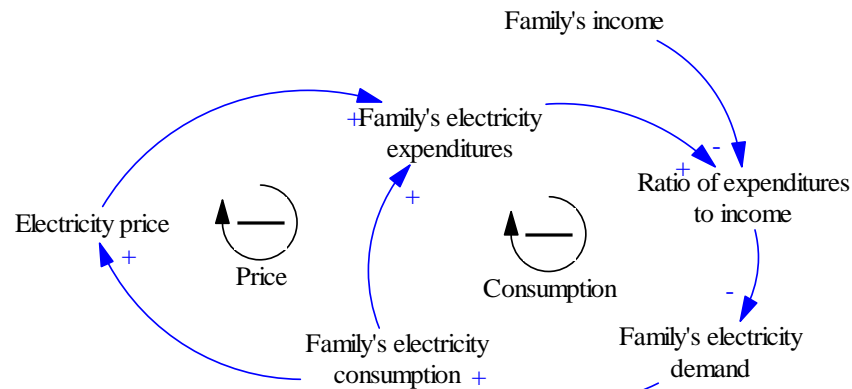 Family's income
+
Family's electricity
expenditures
-
+
Ratio of expenditures
to income
+
Electricity price
+
Price
Consumption
-
Family's electricity
consumption
+
Family's electricity
demand